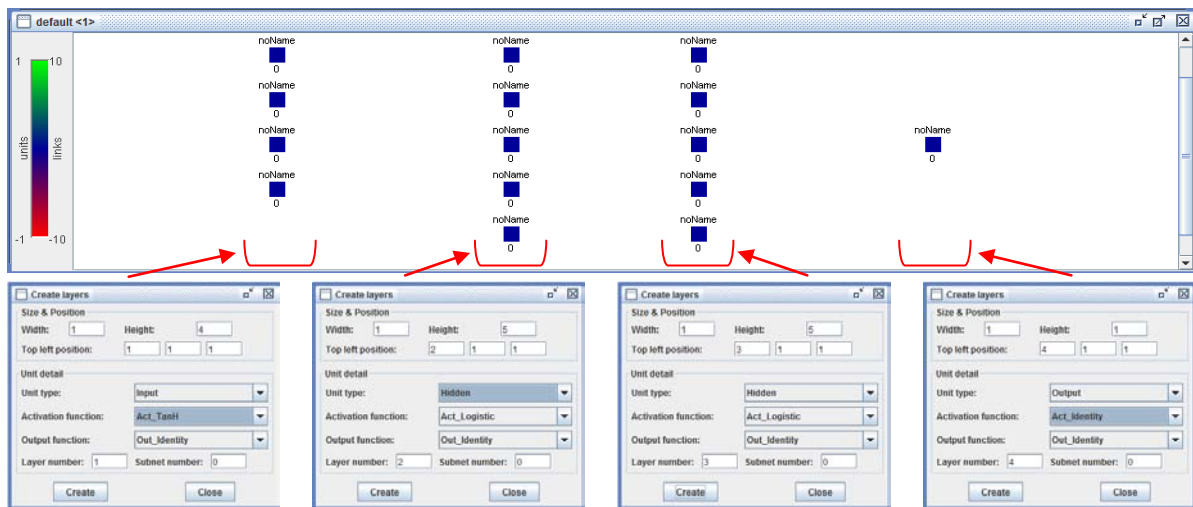 default <1>
noName noName noName
1 10
0 0 0
noName noName noName
0 0 0
noName noName noName noName
units links
0 0 0 0
noName noName noName
0 0 0
noName noName
-1 -10
0 0
Create layers
Size & Position
Width: 1 Height: 4
Top left position: 1 1 1
Unit detail
Unit type: Input
Activation function: Act_TanH
Output function: Out_Identity
Layer number: 1 Subnet number: 0
Create Close
Create layers
Size & Position
Width: 1 Height: 5
Top left position: 2 1 1
Unit detail
Unit type: Hidden
Activation function: Act_Logistic
Output function: Out_Identity
Layer number: 2 Subnet number: 0
Create Close
Create layers
Size & Position
Width: 1 Height: 5
Top left position: 3 1 1
Unit detail
Unit type: Hidden
Activation function: Act_Logistic
Output function: Out_Identity
Layer number: 3 Subnet number: 0
Create Close
Create layers
Size & Position
Width: 1 Height: 1
Top left position: 4 1 1
Unit detail
Unit type: Output
Activation function: Act_Identity
Output function: Out_Identity
Layer number: 4 Subnet number: 0
Create Close